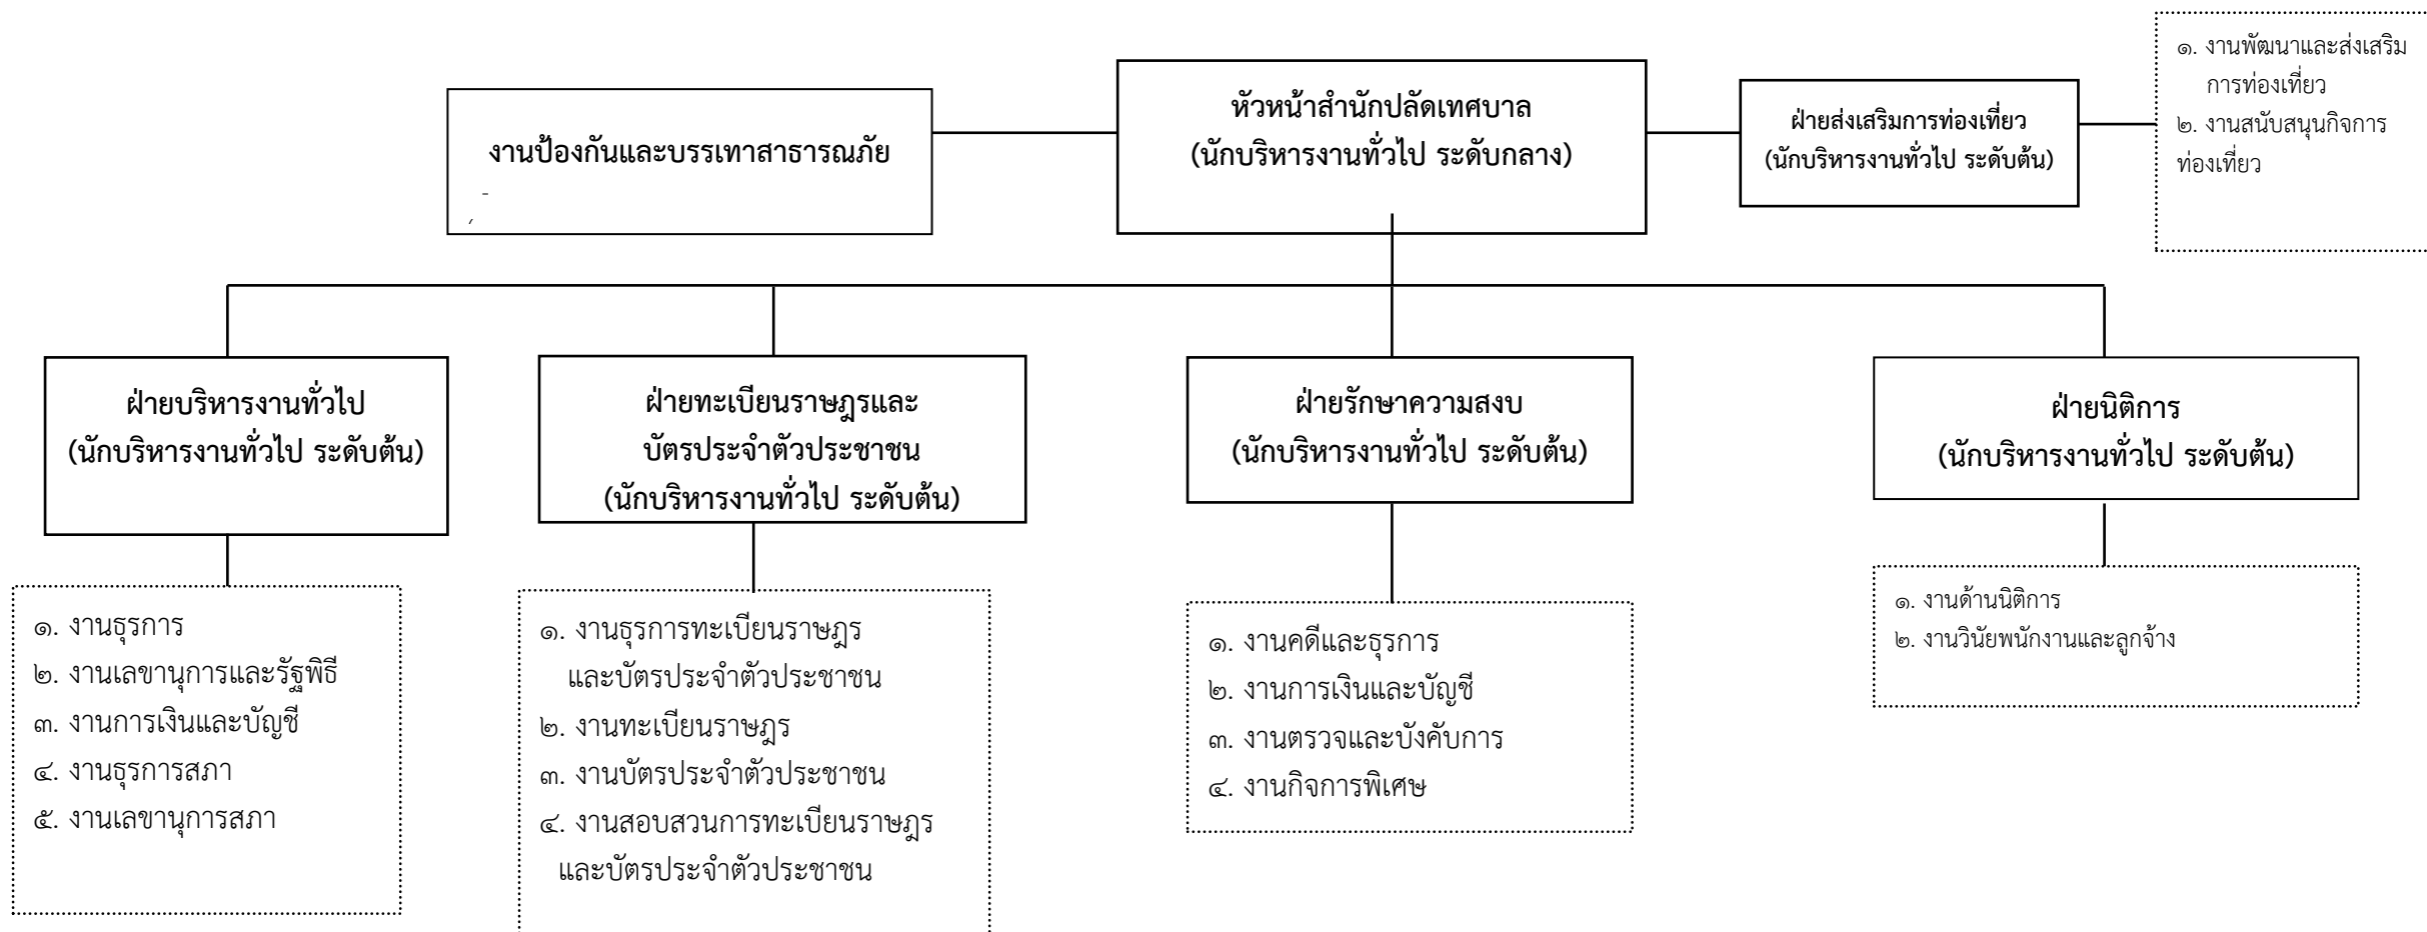 งานป้องกันและบรรเทาสาธารณภัย
-
หัวหน้าสำนักปลัดเทศบาล
(นักบริหารงานทั่วไป ระดับกลาง)
ฝ่ายส่งเสริมการท่องเที่ยว
(นักบริหารงานทั่วไป ระดับต้น)
๑. งานพัฒนาและส่งเสริม
การท่องเที่ยว
๒. งานสนับสนุนกิจการ
ท่องเที่ยว
ฝ่ายบริหารงานทั่วไป
(นักบริหารงานทั่วไป ระดับต้น)
ฝ่ายทะเบียนราษฎรและ
บัตรประจำตัวประชาชน
(นักบริหารงานทั่วไป ระดับต้น)
ฝ่ายรักษาความสงบ
(นักบริหารงานทั่วไป ระดับต้น)
ฝ่ายนิติการ
(นักบริหารงานทั่วไป ระดับต้น)
๑. งานธุรการ
๒. งานเลขานุการและรัฐพิธี
๓. งานการเงินและบัญชี
๔. งานธุรการสภา
๕. งานเลขานุการสภา
๑. งานธุรการทะเบียนราษฎร
และบัตรประจำตัวประชาชน
๒. งานทะเบียนราษฎร
๓. งานบัตรประจำตัวประชาชน
๔. งานสอบสวนการทะเบียนราษฎร
และบัตรประจำตัวประชาชน
๑. งานคดีและธุรการ
๒. งานการเงินและบัญชี
๓. งานตรวจและบังคับการ
๔. งานกิจการพิเศษ
๑. งานด้านนิติการ
๒. งานวินัยพนักงานและลูกจ้าง